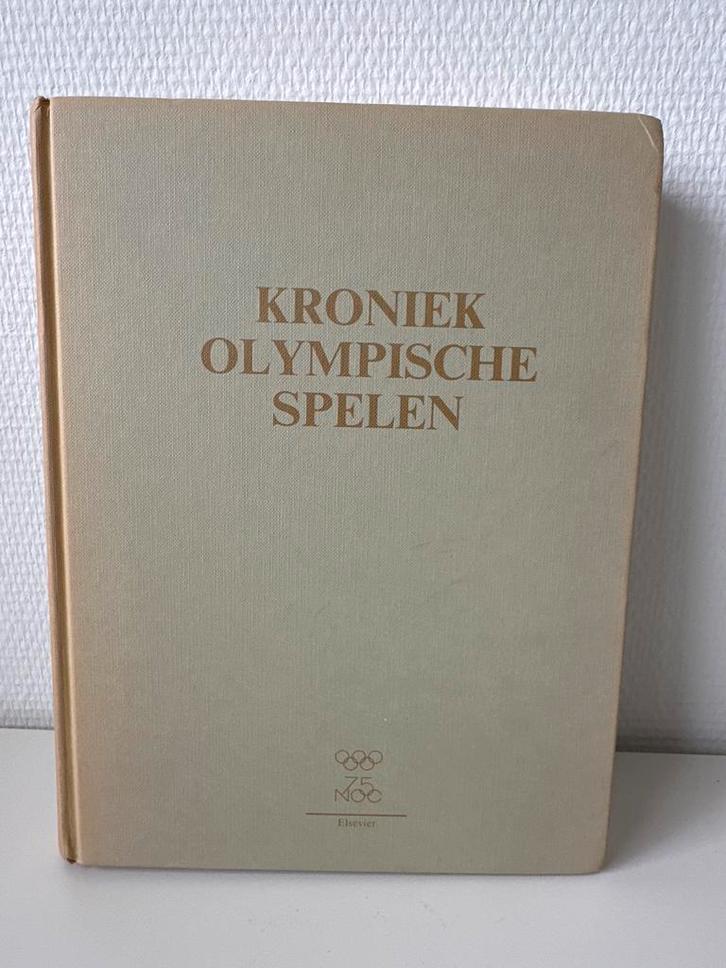 KRONIEK
OLYMPISCHE
SPELEN
75
NOC
Elsevier